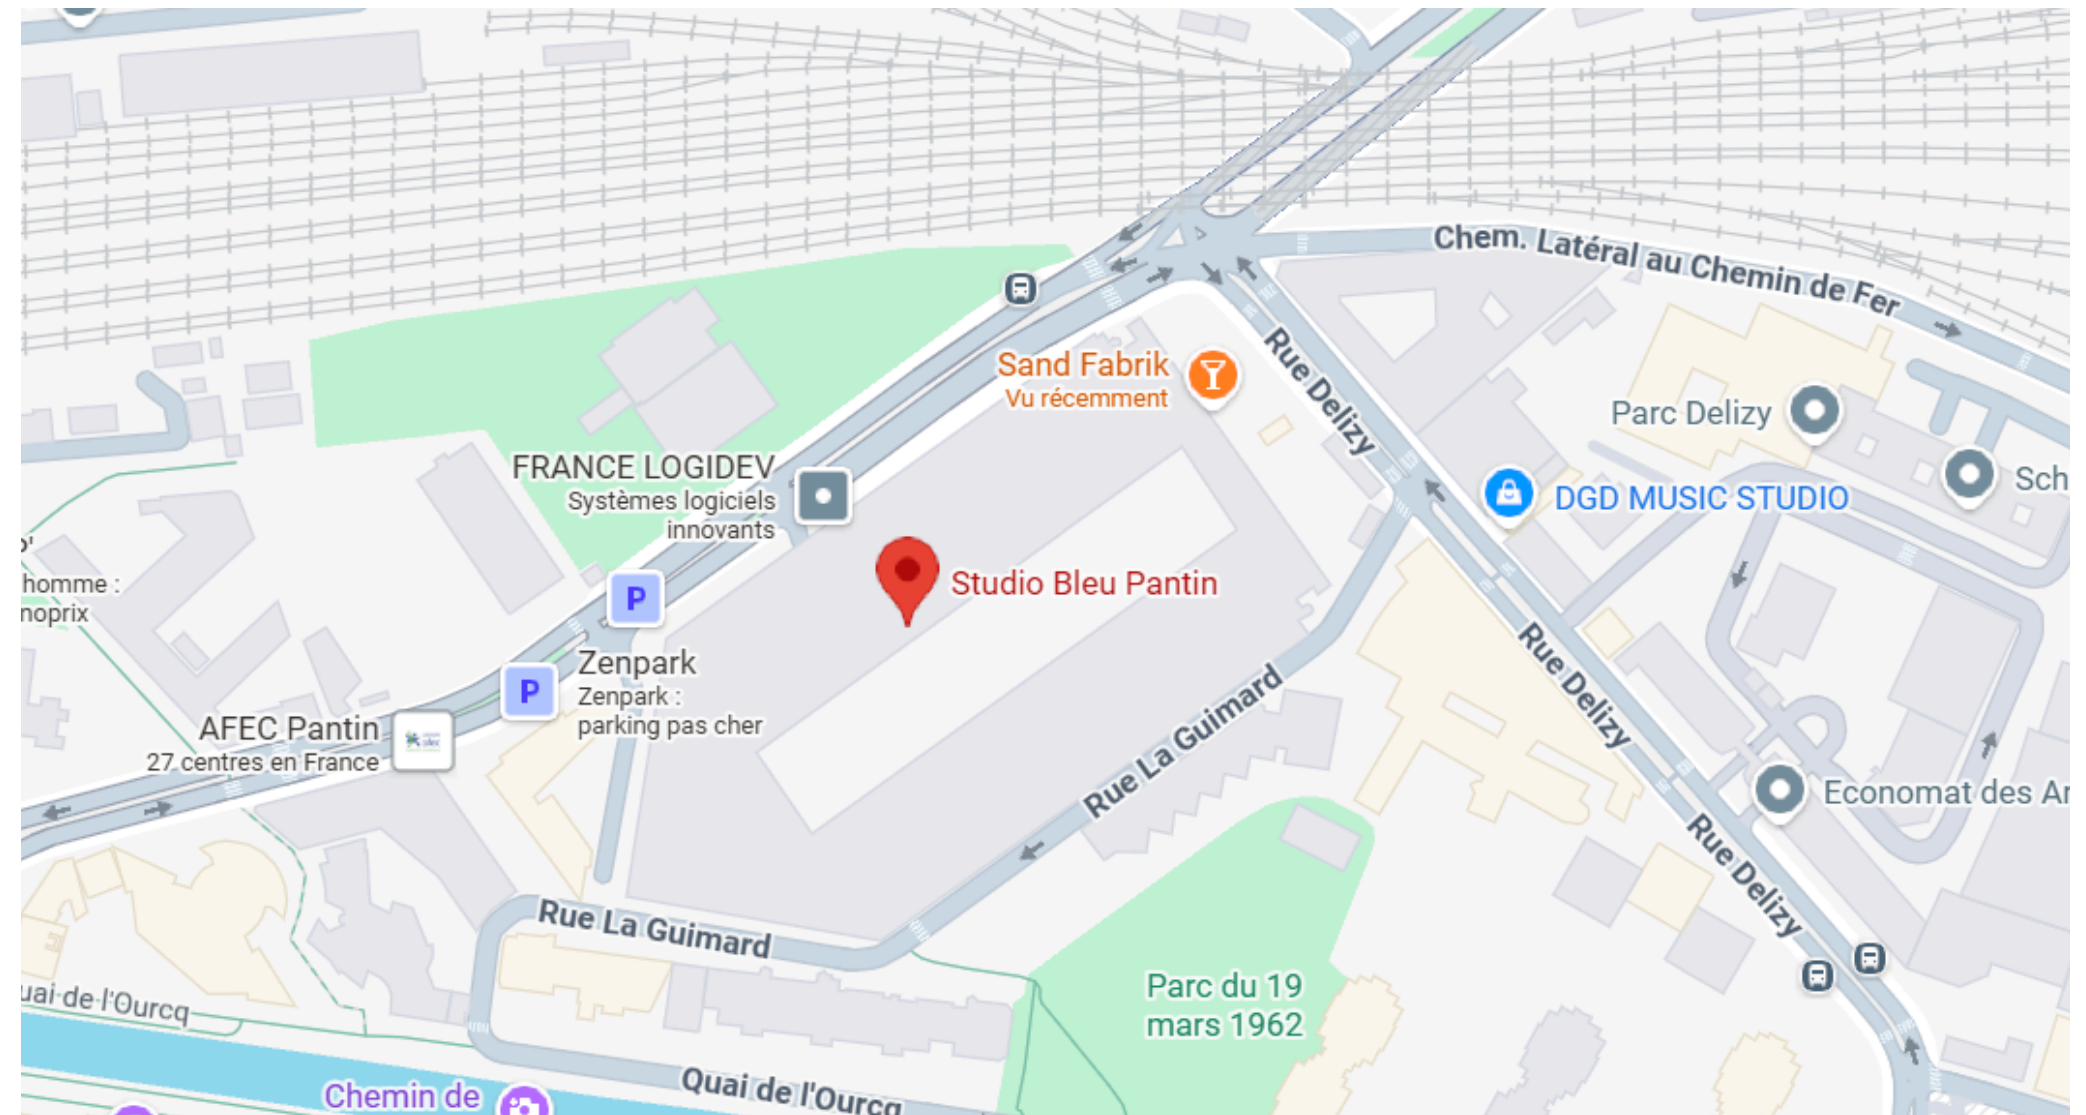 Chem. Latéral au Chemin de Fer
Sand Fabrik
Vu récemment
Rue Delizy
Parc Delizy
FRANCE LOGIDEV
Systèmes logiciels
innovants
DGD MUSIC STUDIO
Sch
homme :
noprix
P
Studio Bleu Pantin
P
Zenpark
Zenpark :
parking pas cher
Rue Delizy
AFEC Pantin
27 centres en France
afec
Rue La Guimard
Economat des Ar
Rue Delizy
Rue La Guimard
Parc du 19
mars 1962
uai de l'Ourcq
Quai de l'Ourcq
Chemin de